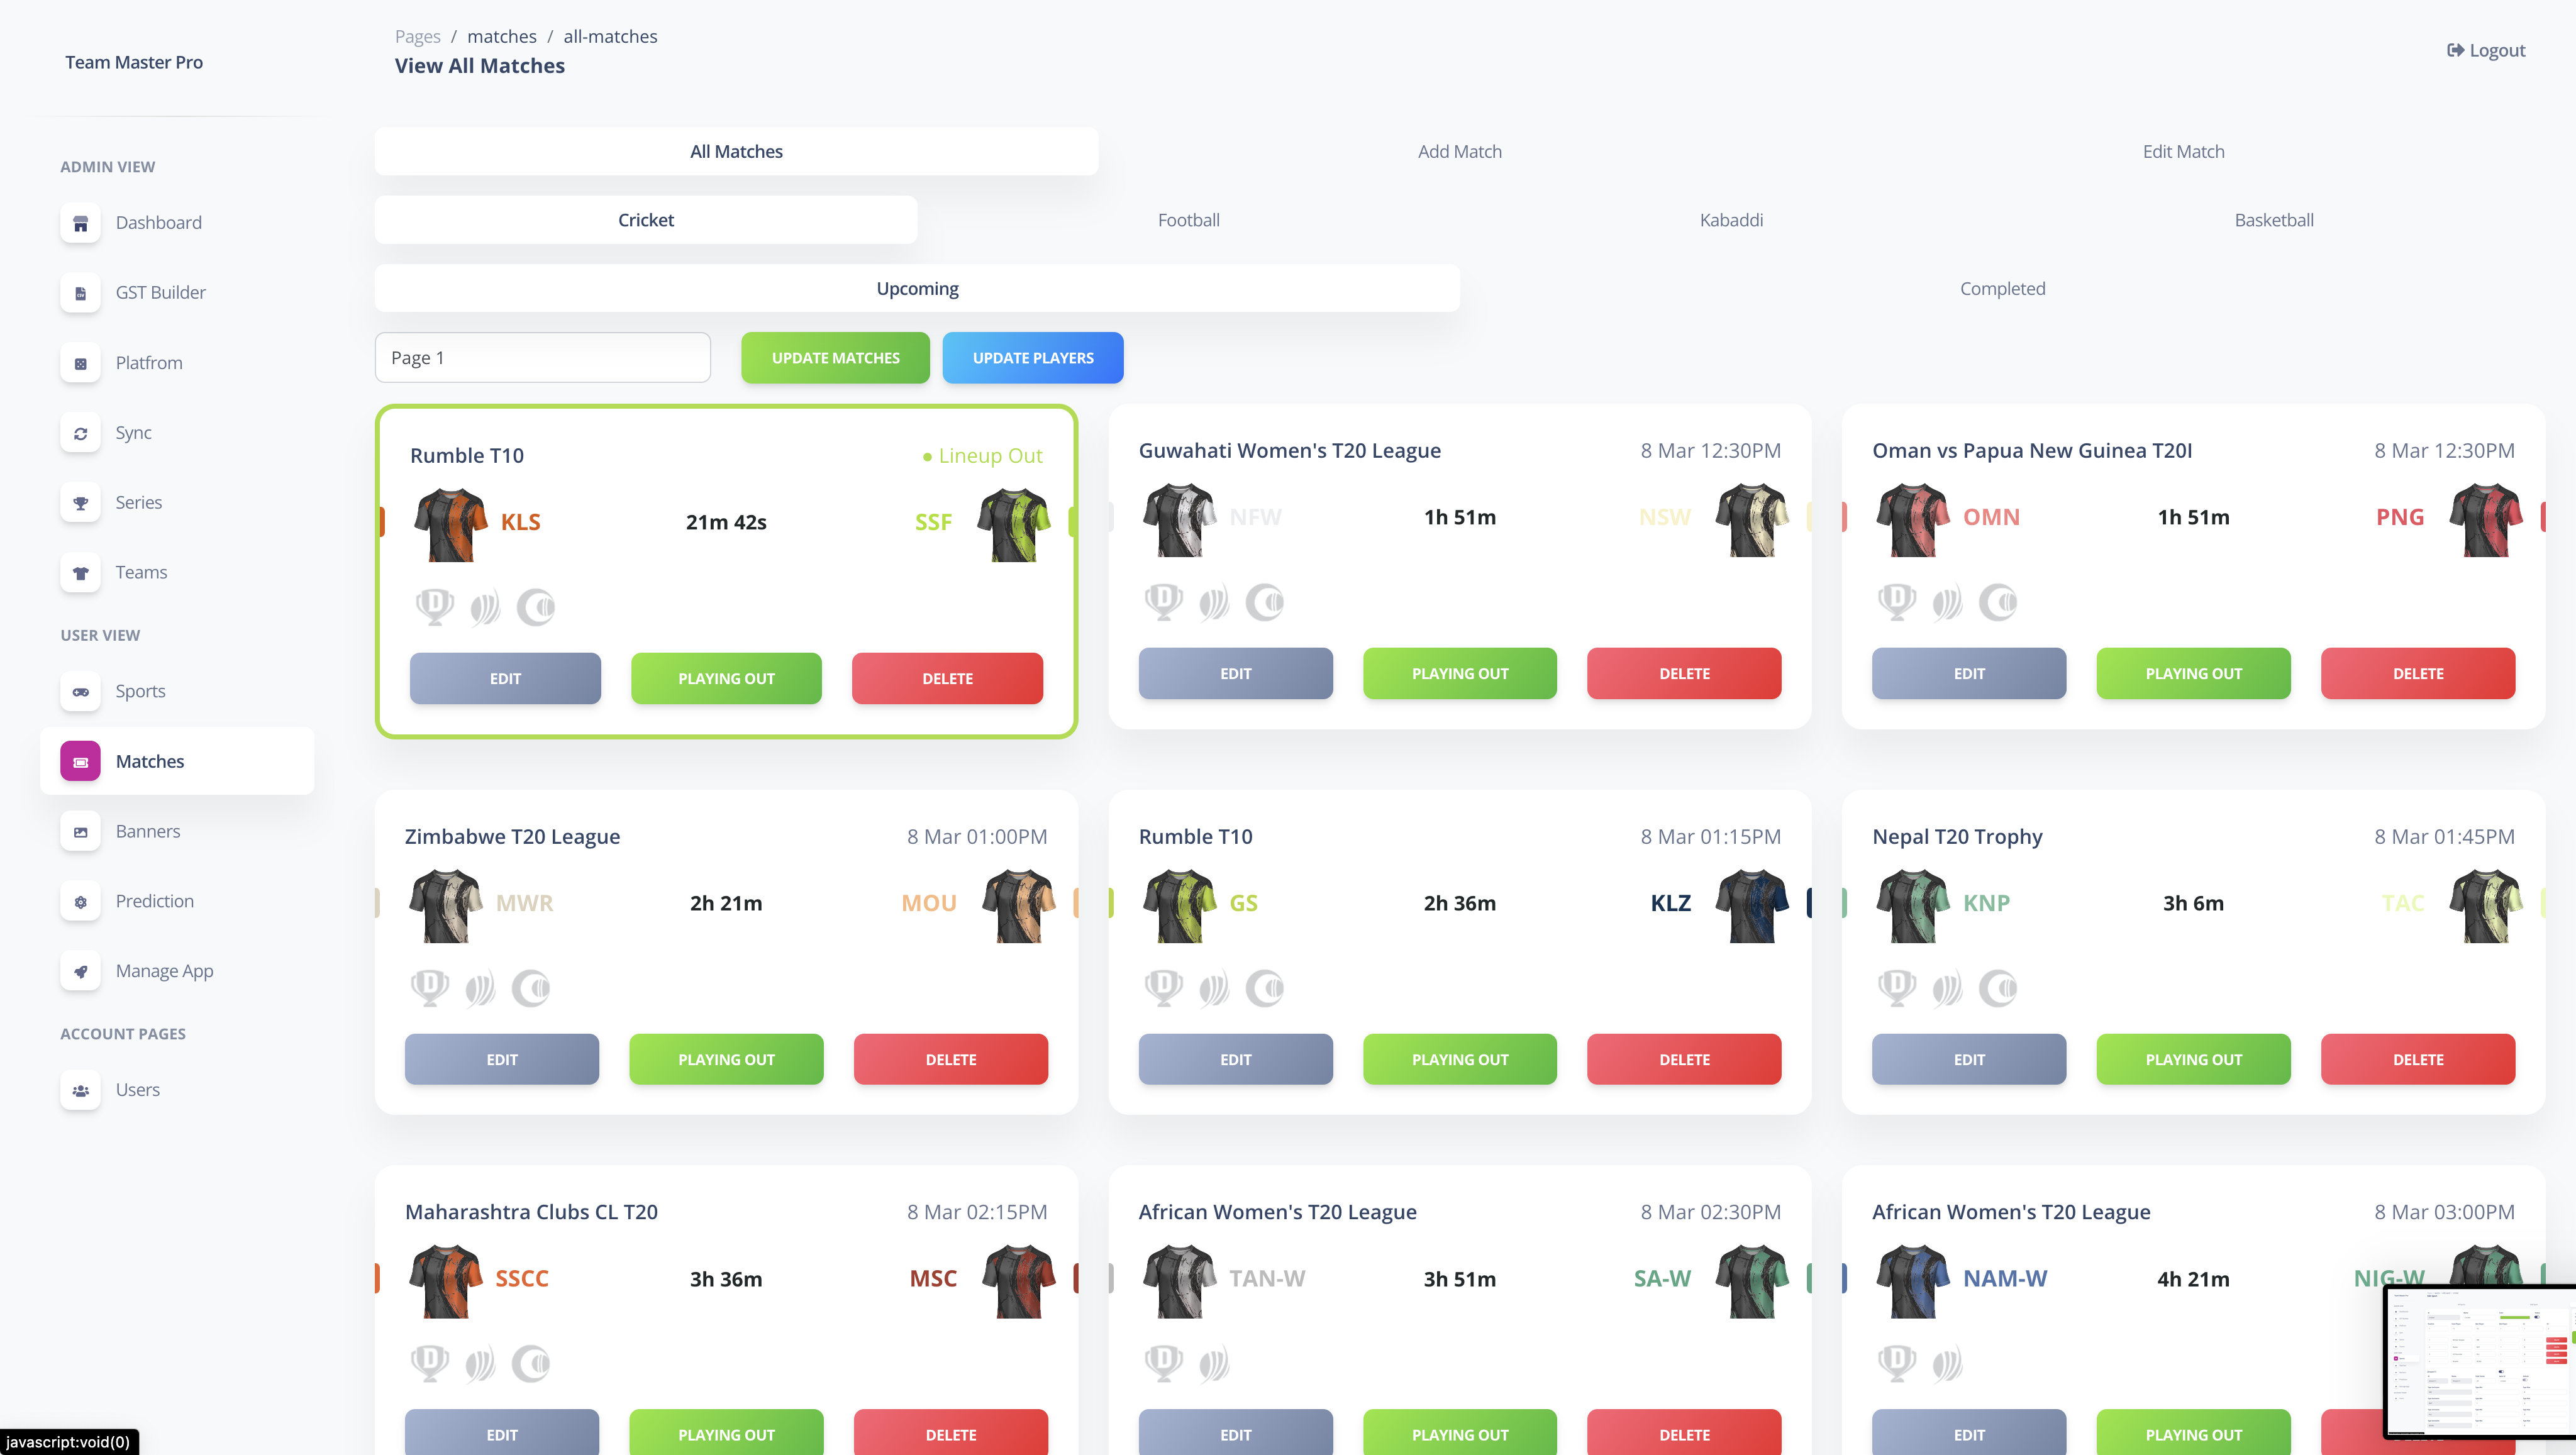 Team Master Pro
Pages / matches / all-matches
View All Matches
Logout
ADMIN VIEW
Dashboard
GST Builder
Platfrom
Sync
Series
Teams
USER VIEW
Sports
Matches
Banners
Prediction
Manage App
ACCOUNT PAGES
Users
All Matches Add Match Edit Match
Cricket Football Kabaddi Basketball
Upcoming Completed
Page 1 UPDATE MATCHES UPDATE PLAYERS
Rumble T10 Lineup Out
KLS 21m 42s SSF
D
EDIT PLAYING OUT DELETE
Guwahati Women's T20 League 8 Mar 12:30PM
NFW 1h 51m NSW
D
EDIT PLAYING OUT DELETE
Oman vs Papua New Guinea T20I 8 Mar 12:30PM
OMN 1h 51m PNG
D
EDIT PLAYING OUT DELETE
Zimbabwe T20 League 8 Mar 01:00PM
MWR 2h 21m MOU
D
EDIT PLAYING OUT DELETE
Rumble T10 8 Mar 01:15PM
GS 2h 36m KLZ
D
EDIT PLAYING OUT DELETE
Nepal T20 Trophy 8 Mar 01:45PM
KNP 3h 6m TAC
D
EDIT PLAYING OUT DELETE
Maharashtra Clubs CL T20 8 Mar 02:15PM
SSCC 3h 36m MSC
D
EDIT PLAYING OUT DELETE
African Women's T20 League 8 Mar 02:30PM
TAN-W 3h 51m SA-W
D
EDIT PLAYING OUT DELETE
African Women's T20 League 8 Mar 03:00PM
NAM-W 4h 21m NIG-W
D
EDIT PLAYING OUT
javascript:void(0)